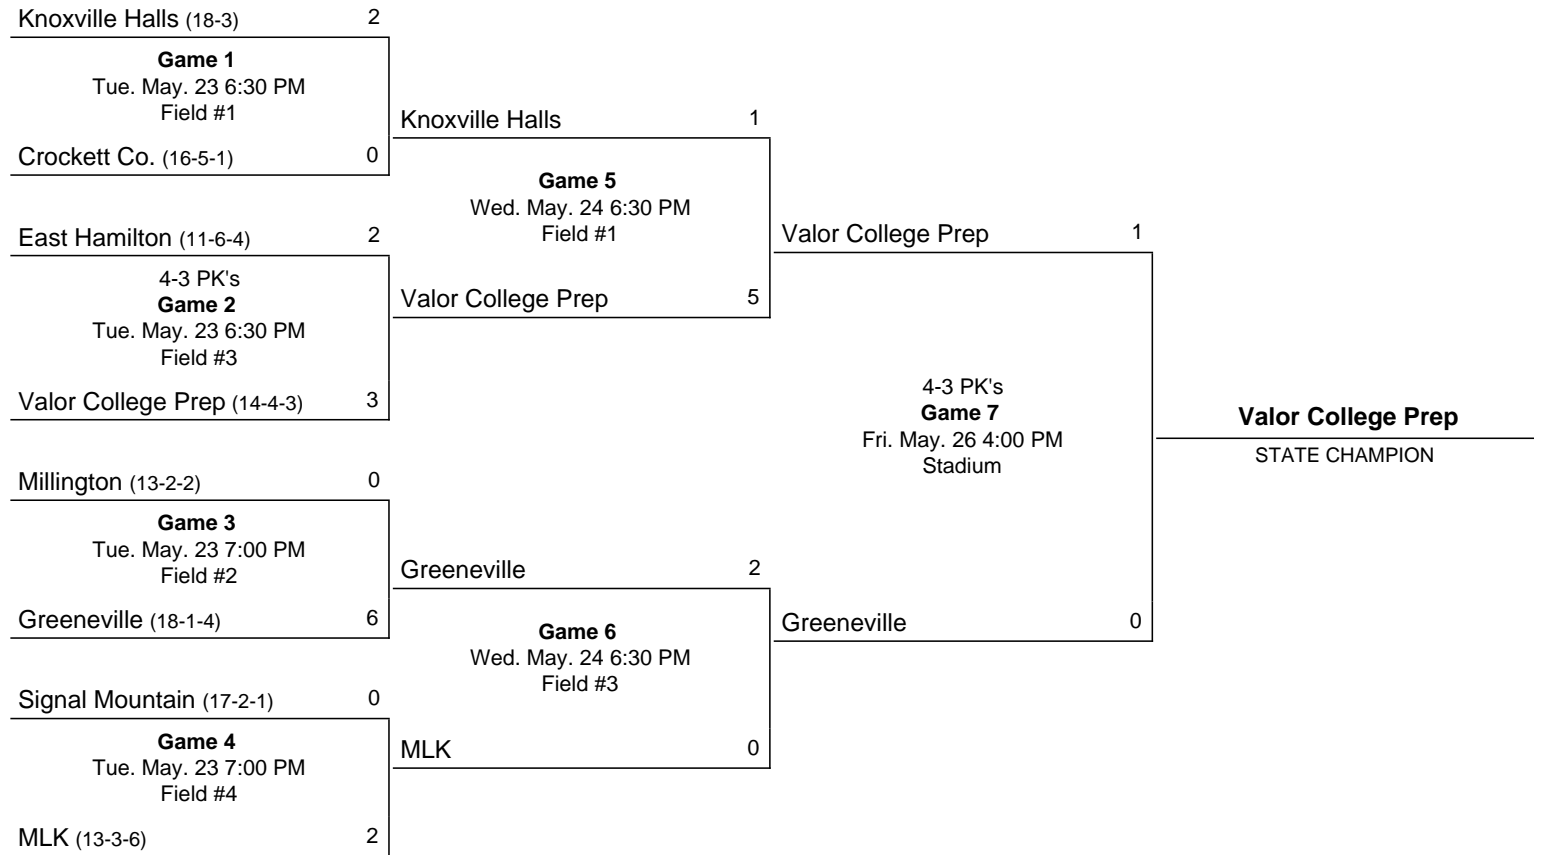 Knoxville Halls (18-3) 2
Game 1
Tue. May. 23 6:30 PM
Field #1
Crockett Co. (16-5-1) 0
East Hamilton (11-6-4) 2
4-3 PK's
Game 2
Tue. May. 23 6:30 PM
Field #3
Valor College Prep (14-4-3) 3
Millington (13-2-2) 0
Game 3
Tue. May. 23 7:00 PM
Field #2
Greeneville (18-1-4) 6
Signal Mountain (17-2-1) 0
Game 4
Tue. May. 23 7:00 PM
Field #4
MLK (13-3-6) 2
Knoxville Halls 1
Game 5
Wed. May. 24 6:30 PM
Field #1
Valor College Prep 5
Greeneville 2
Game 6
Wed. May. 24 6:30 PM
Field #3
MLK 0
Valor College Prep 1
4-3 PK's
Game 7
Fri. May. 26 4:00 PM
Stadium
Greeneville 0
Valor College Prep
STATE CHAMPION